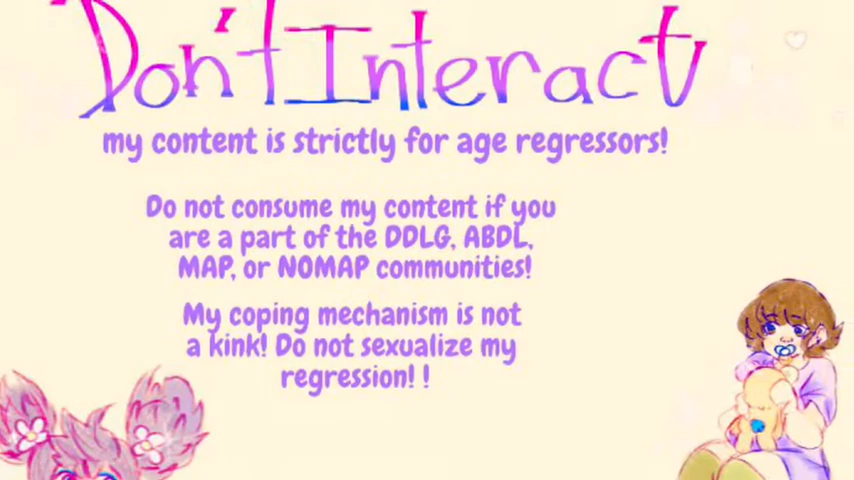 Don't Interact
my content is strictly for age regressors!
Do not consume my content if you
are a part of the DDLG, ABDL,
MAP, or NOMAP communities!
My coping mechanism is not
a kink! Do not sexualize my
regression! !